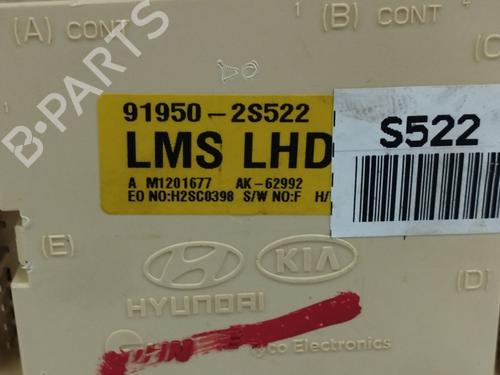 (A) CONT
(B) CONT
(C
B-PARTS
91950-2S522
LMS LHD
A M1201677 AK-62992
EO NO:H2SC0398 S/W NO:F H/
S522
(E)
(D)
KIA
HYUNDAI
Electronics